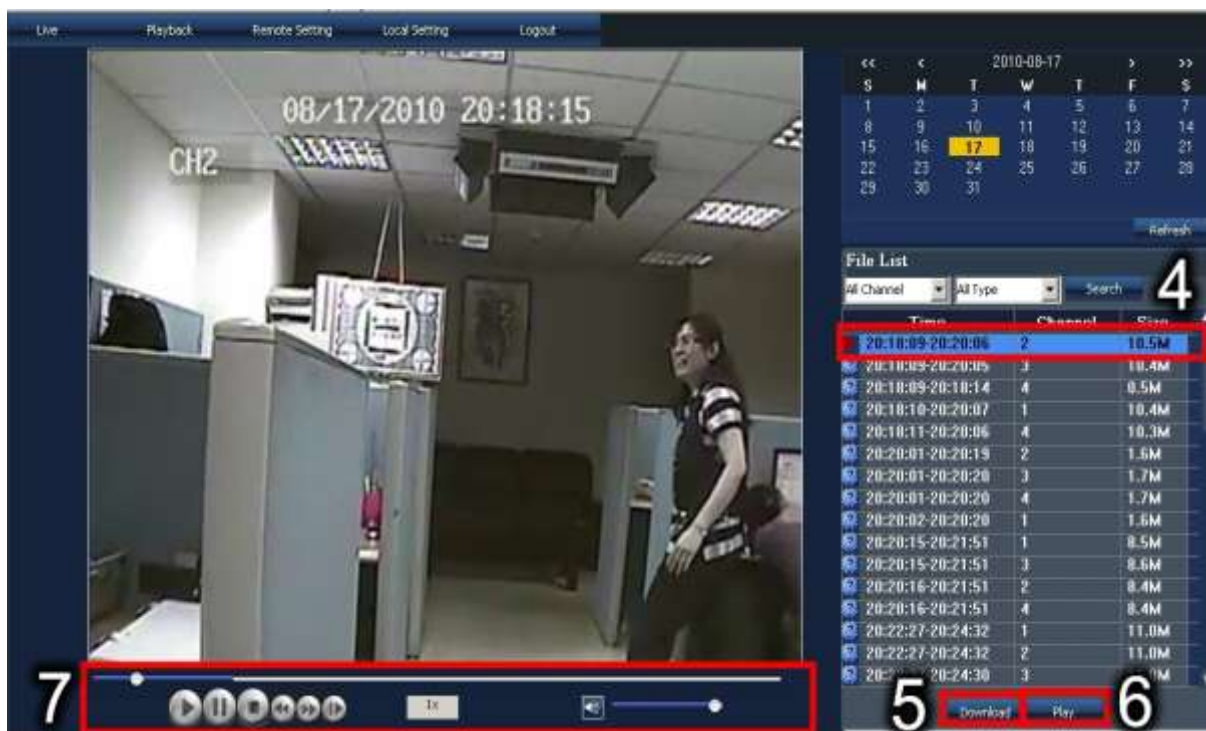 Live Playback Remote Setting Local Setting Logout
08/17/2010 20:18:15
CH2
<< < 2010-08-17 > >>
S M T W T F S
1 2 3 4 5 6 7
8 9 10 11 12 13 14
15 16 17 18 19 20 21
22 23 24 25 26 27 28
29 30 31
Refresh
File List
All Channel All Type Search 4
Time Channel Size
20:18:09-20:20:06 2 10.5M
20:18:09-20:20:05 3 10.4M
20:18:09-20:18:14 4 0.5M
20:18:10-20:20:07 1 10.4M
20:18:11-20:20:06 4 10.3M
20:20:01-20:20:19 2 1.6M
20:20:01-20:20:20 3 1.7M
20:20:01-20:20:20 4 1.7M
20:20:02-20:20:20 1 1.6M
20:20:15-20:21:51 1 8.5M
20:20:15-20:21:51 3 8.6M
20:20:16-20:21:51 2 8.4M
20:20:16-20:21:51 4 8.4M
20:22:27-20:24:32 1 11.0M
20:22:27-20:24:32 2 11.0M
3
7 1x 5 Download Play 6